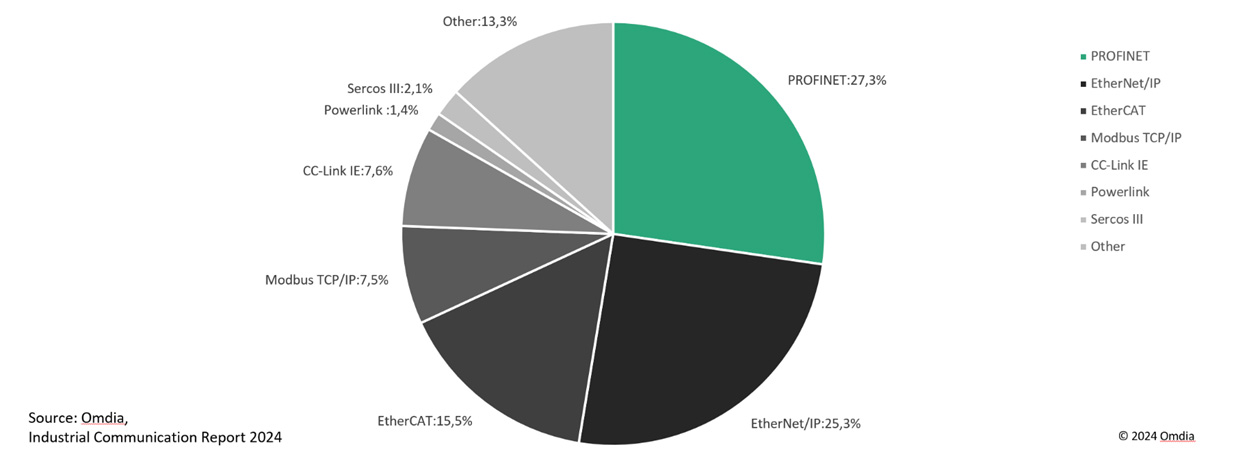 Other:13,3%
Sercos III:2,1%
Powerlink :1,4%
CC-Link IE:7,6%
Modbus TCP/IP:7,5%
EtherCAT:15,5%
EtherNet/IP:25,3%
PROFINET:27,3%
PROFINET
EtherNet/IP
EtherCAT
Modbus TCP/IP
CC-Link IE
Powerlink
Sercos III
Other
Source: Omdia,
Industrial Communication Report 2024
© 2024 Omdia